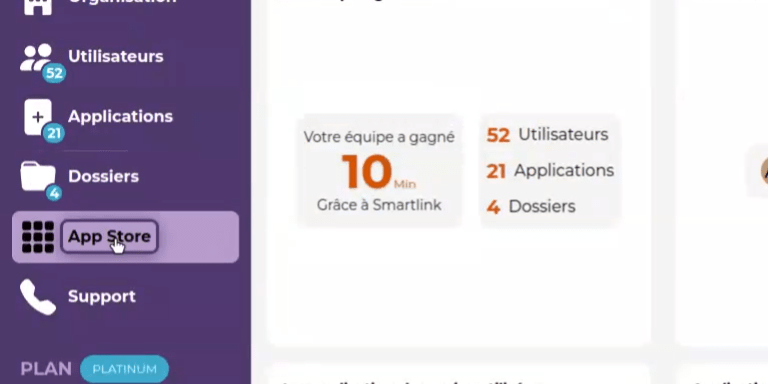 Organisation
Utilisateurs
52
Applications
21
Dossiers
4
App Store
Support
PLAN PLATINUM
Votre équipe a gagné
10 Min
Grâce à Smartlink
52 Utilisateurs
21 Applications
4 Dossiers